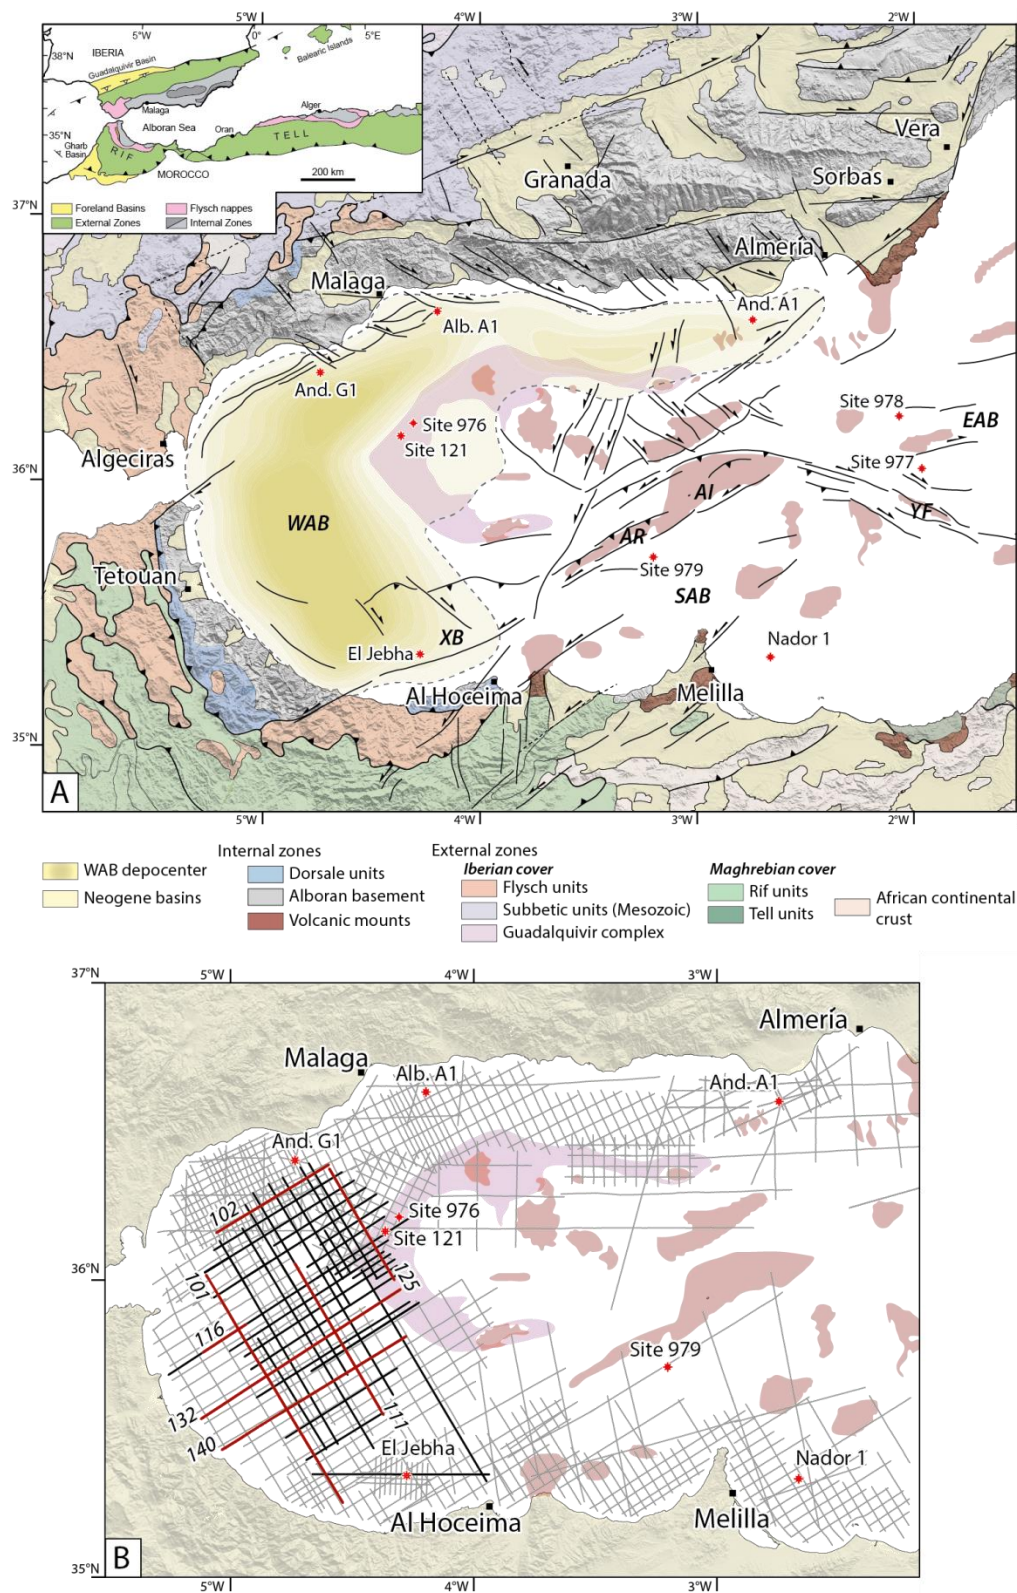 4°W
3°W
2°W
38°N
IBERIA
0°
5°E
Guadalquivir Basin
Balearic Islands
Malaga
Alger
Alboran Sea
Oran
35°N
TELL
Gharb
Basin
RIF
MOROCCO
200 km
Foreland Basins
Flysch nappes
External Zones
Internal Zones
Vera
Granada
Sorbas
37°N
Almería
Malaga
And. A1
Alb. A1
And. G1
Site 978
Site 976
EAB
Site 121
Algeciras
Site 977
36°N
AI
YF
WAB
AR
Tetouan
Site 979
SAB
XB
Nador 1
El Jebha
Al Hoceima
Melilla
35°N
A
5°W
4°W
3°W
2°W
Internal zones
External zones
WAB depocenter
Dorsale units
Iberian cover
Maghrebian cover
Neogene basins
Alboran basement
Flysch units
Rif units
African continental
crust
Volcanic mounts
Subbetic units (Mesozoic)
Tell units
Guadalquivir complex
37°N
5°W
4°W
3°W
Almería
Malaga
Alb. A1
And. A1
And. G1
102
Site 976
Site 121
36°N
101
125
116
Site 979
132
111
140
El Jebha
Nador 1
Al Hoceima
Melilla
B
35°N
5°W
4°W
3°W